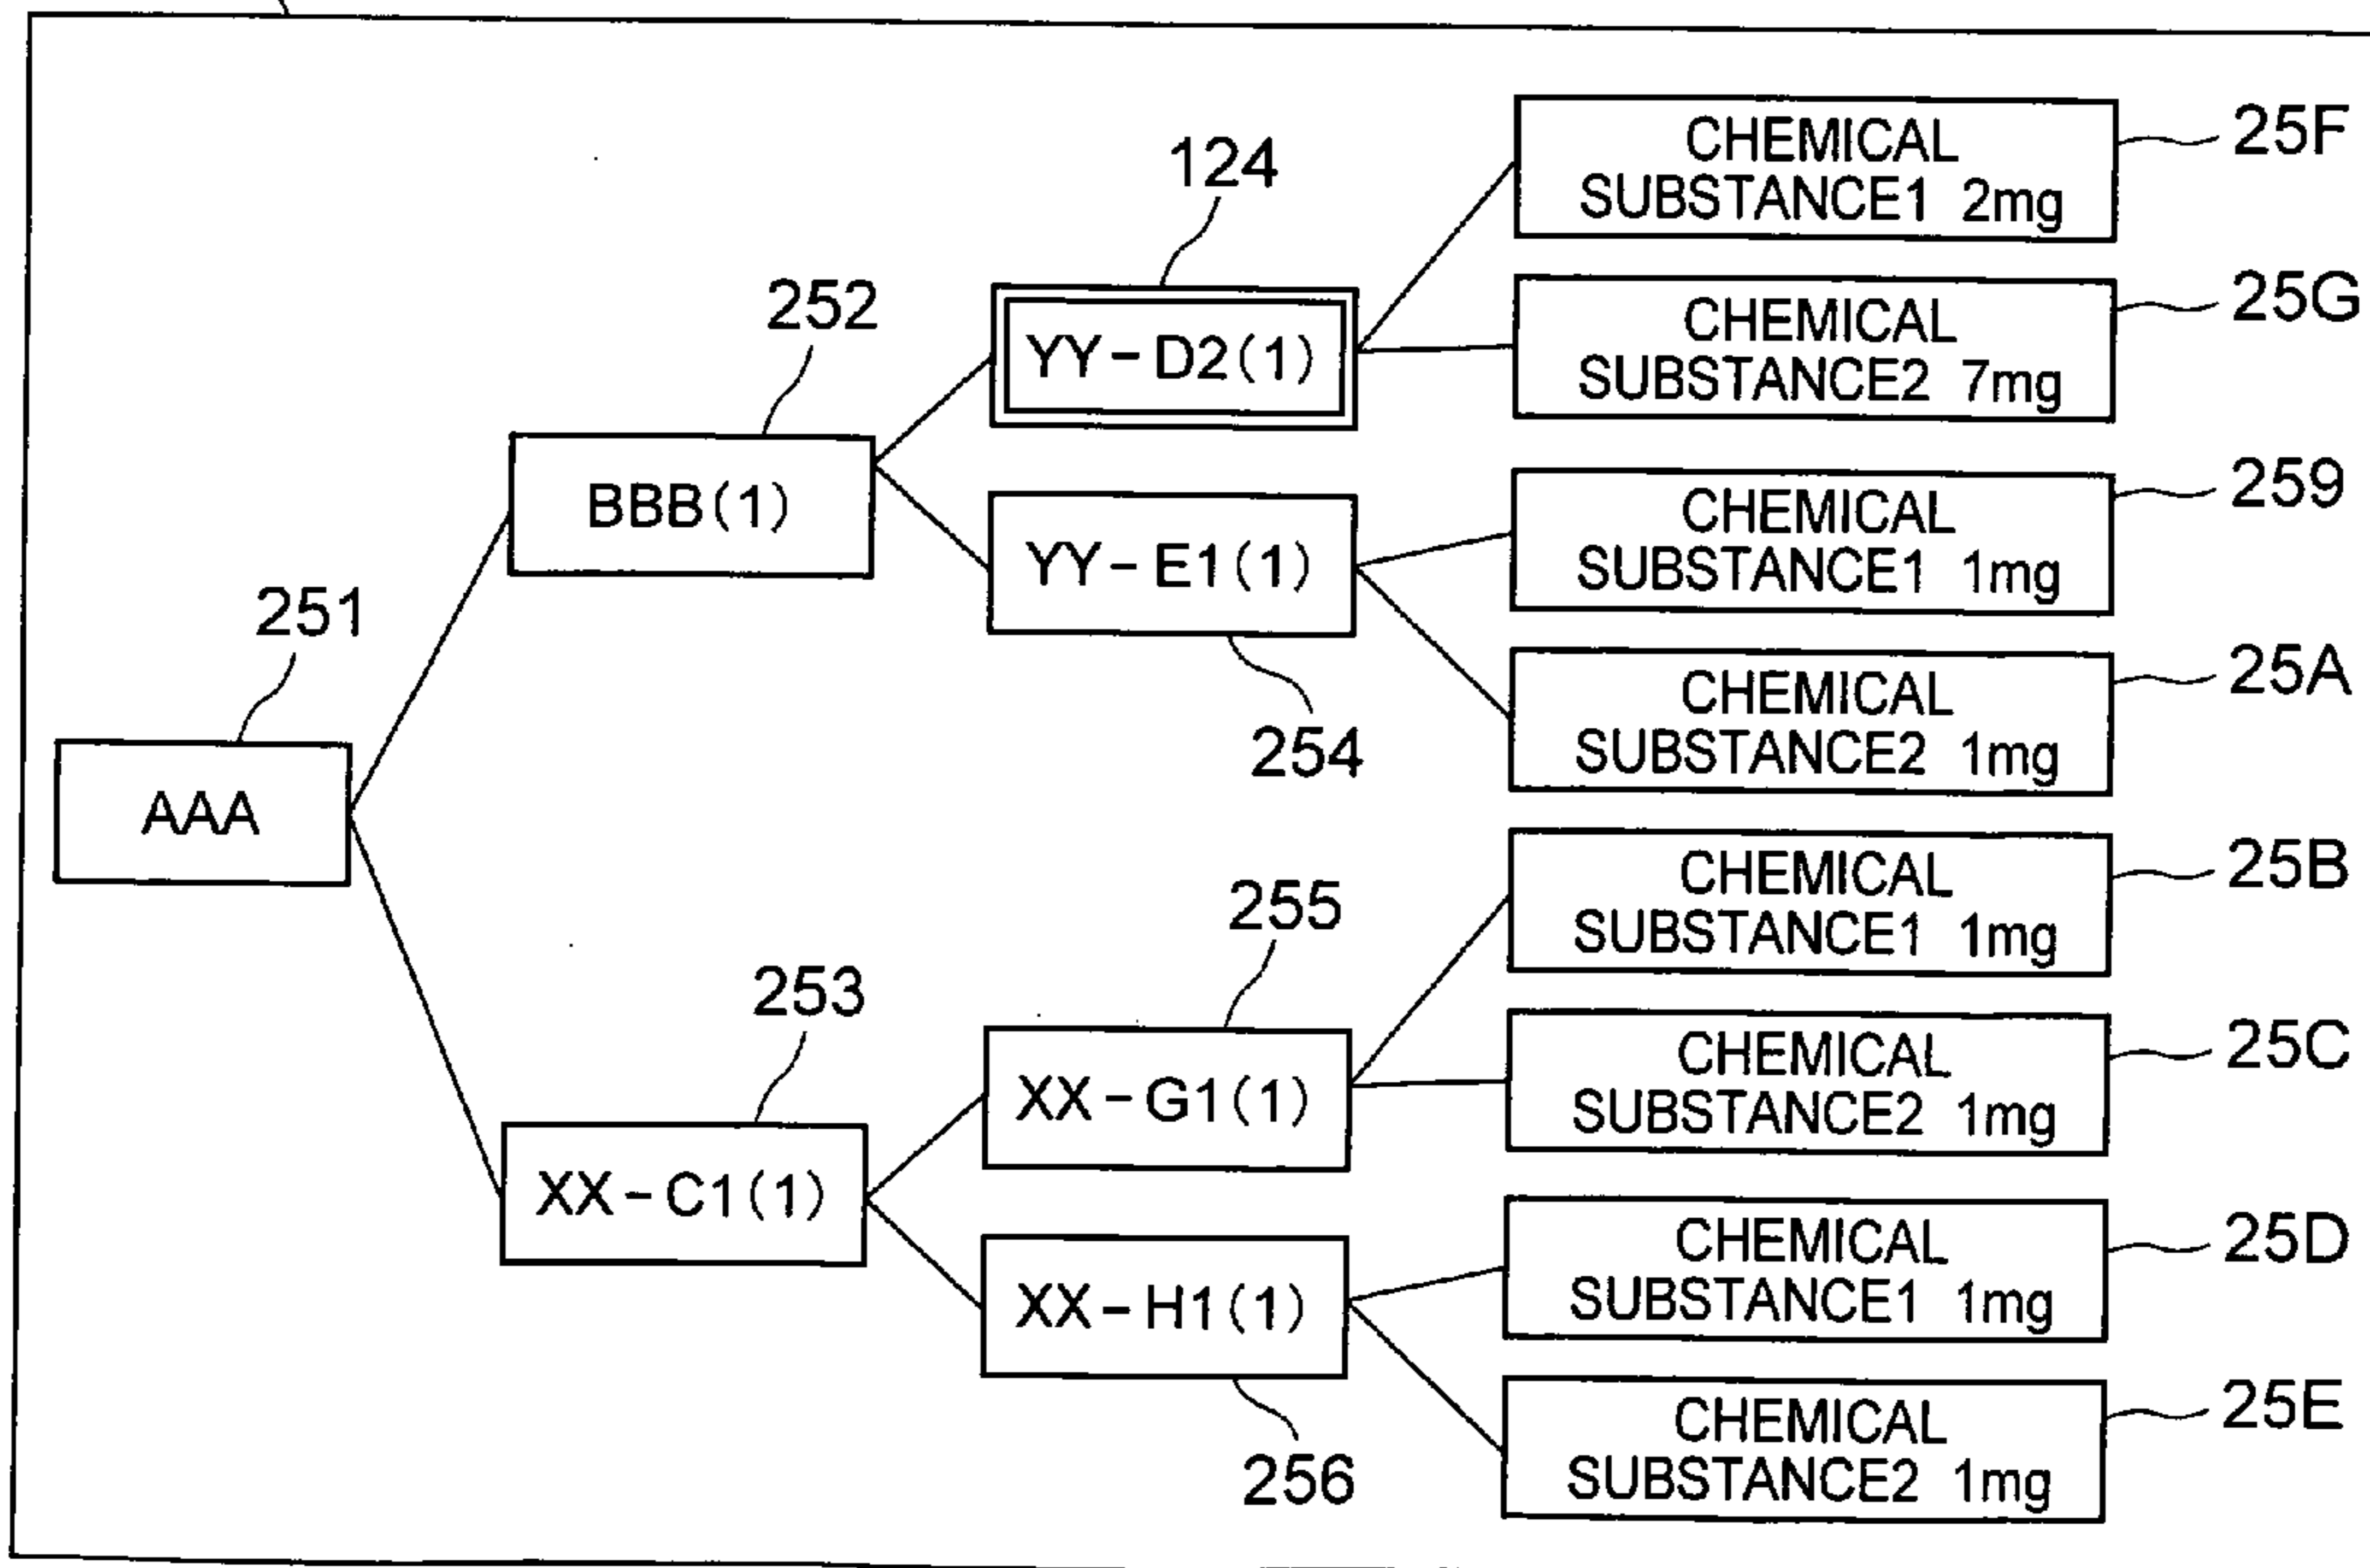 CHEMICAL
SUBSTANCE1 2mg
25F
124
CHEMICAL
SUBSTANCE2 7mg
25G
252
YY-D2(1)
BBB(1)
CHEMICAL
SUBSTANCE1 1mg
259
YY-E1(1)
251
254
CHEMICAL
SUBSTANCE2 1mg
25A
AAA
CHEMICAL
SUBSTANCE1 1mg
25B
255
253
XX-G1(1)
CHEMICAL
SUBSTANCE2 1mg
25C
XX-C1(1)
CHEMICAL
SUBSTANCE1 1mg
25D
XX-H1(1)
256
CHEMICAL
SUBSTANCE2 1mg
25E